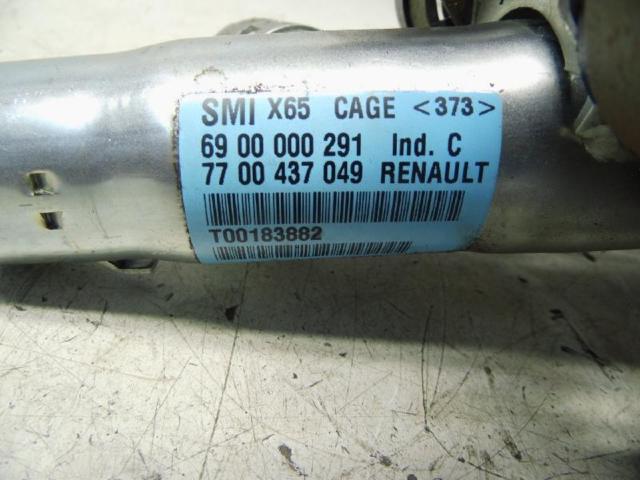 SMI X65 CAGE <373>
69 00 000 291 Ind. C
77 00 437 049 RENAULT
T00183882